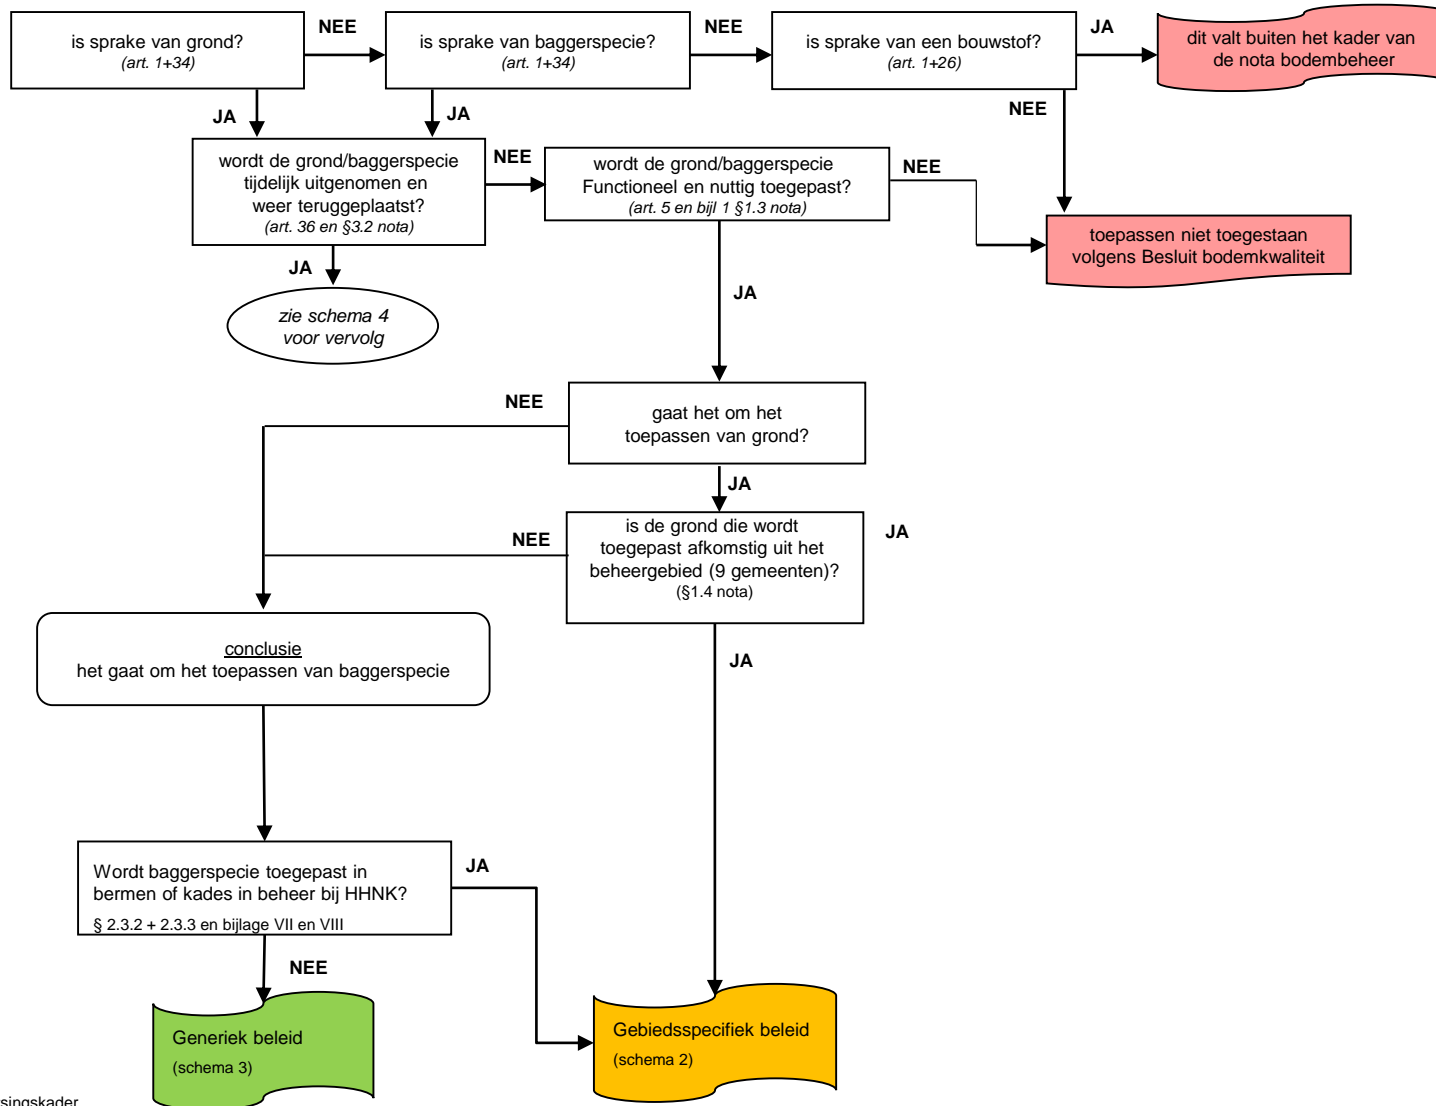 is sprake van grond?
(art. 1+34)
NEE
is sprake van baggerspecie?
(art. 1+34)
NEE
is sprake van een bouwstof?
(art. 1+26)
JA
dit valt buiten het kader van
de nota bodembeheer
JA
JA
NEE
wordt de grond/baggerspecie
tijdelijk uitgenomen en
weer teruggeplaatst?
(art. 36 en §3.2 nota)
NEE
wordt de grond/baggerspecie
Functioneel en nuttig toegepast?
(art. 5 en bijl 1 §1.3 nota)
NEE
toepassen niet toegestaan
volgens Besluit bodemkwaliteit
JA
JA
zie schema 4
voor vervolg
NEE
gaat het om het
toepassen van grond?
JA
NEE
is de grond die wordt
toegepast afkomstig uit het
beheergebied (9 gemeenten)?
(§1.4 nota)
JA
conclusie
het gaat om het toepassen van baggerspecie
JA
Wordt baggerspecie toegepast in
bermen of kades in beheer bij HHNK?
§ 2.3.2 + 2.3.3 en bijlage VII en VIII
JA
NEE
Generiek beleid
(schema 3)
Gebiedsspecifiek beleid
(schema 2)
singskader